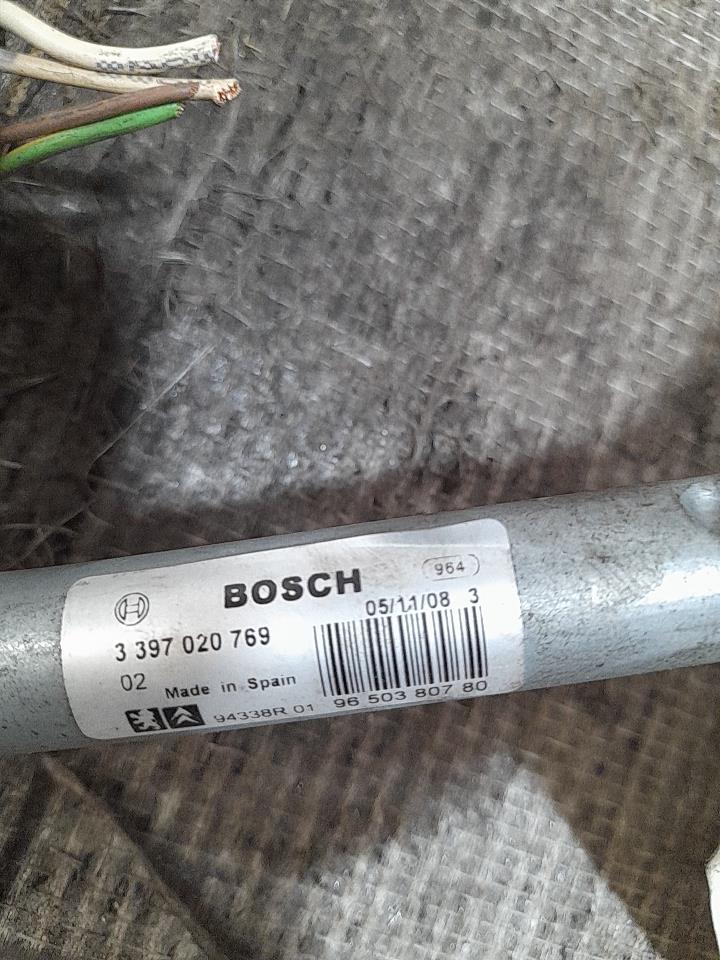 BOSCH
964
05/11/08 3
3 397 020 769
02 Made in Spain
94338R 01
96 503 807 80